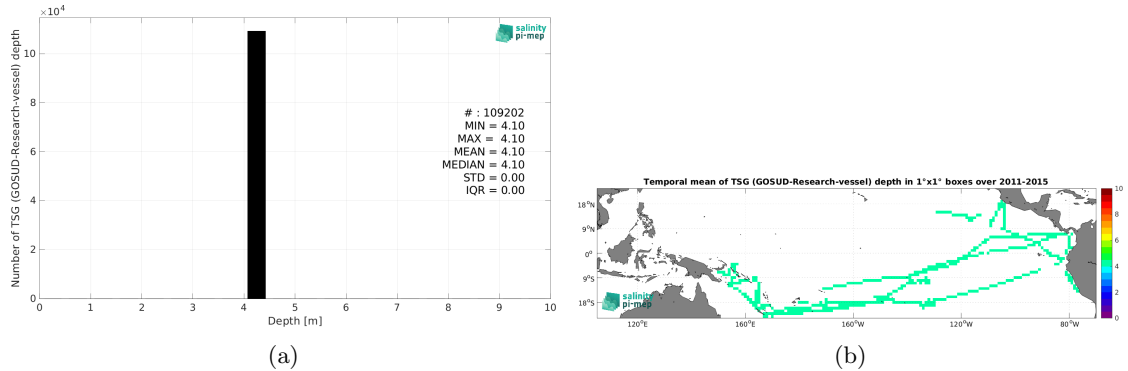 ×10⁴
Number of TSG (GOSUD-Research-vessel) depth
10
8
6
4
2
0
0 1 2 3 4 5 6 7 8 9 10
Depth [m]
salinity
pi-mep
# : 109202
MIN = 4.10
MAX = 4.10
MEAN = 4.10
MEDIAN = 4.10
STD = 0.00
IQR = 0.00
(a)
Temporal mean of TSG (GOSUD-Research-vessel) depth in 1°x1° boxes over 2011-2015
18°N
9°N
0°
9°S
18°S
120°E 160°E 160°W 120°W 80°W
salinity
pi-mep
10
8
6
4
2
0
(b)